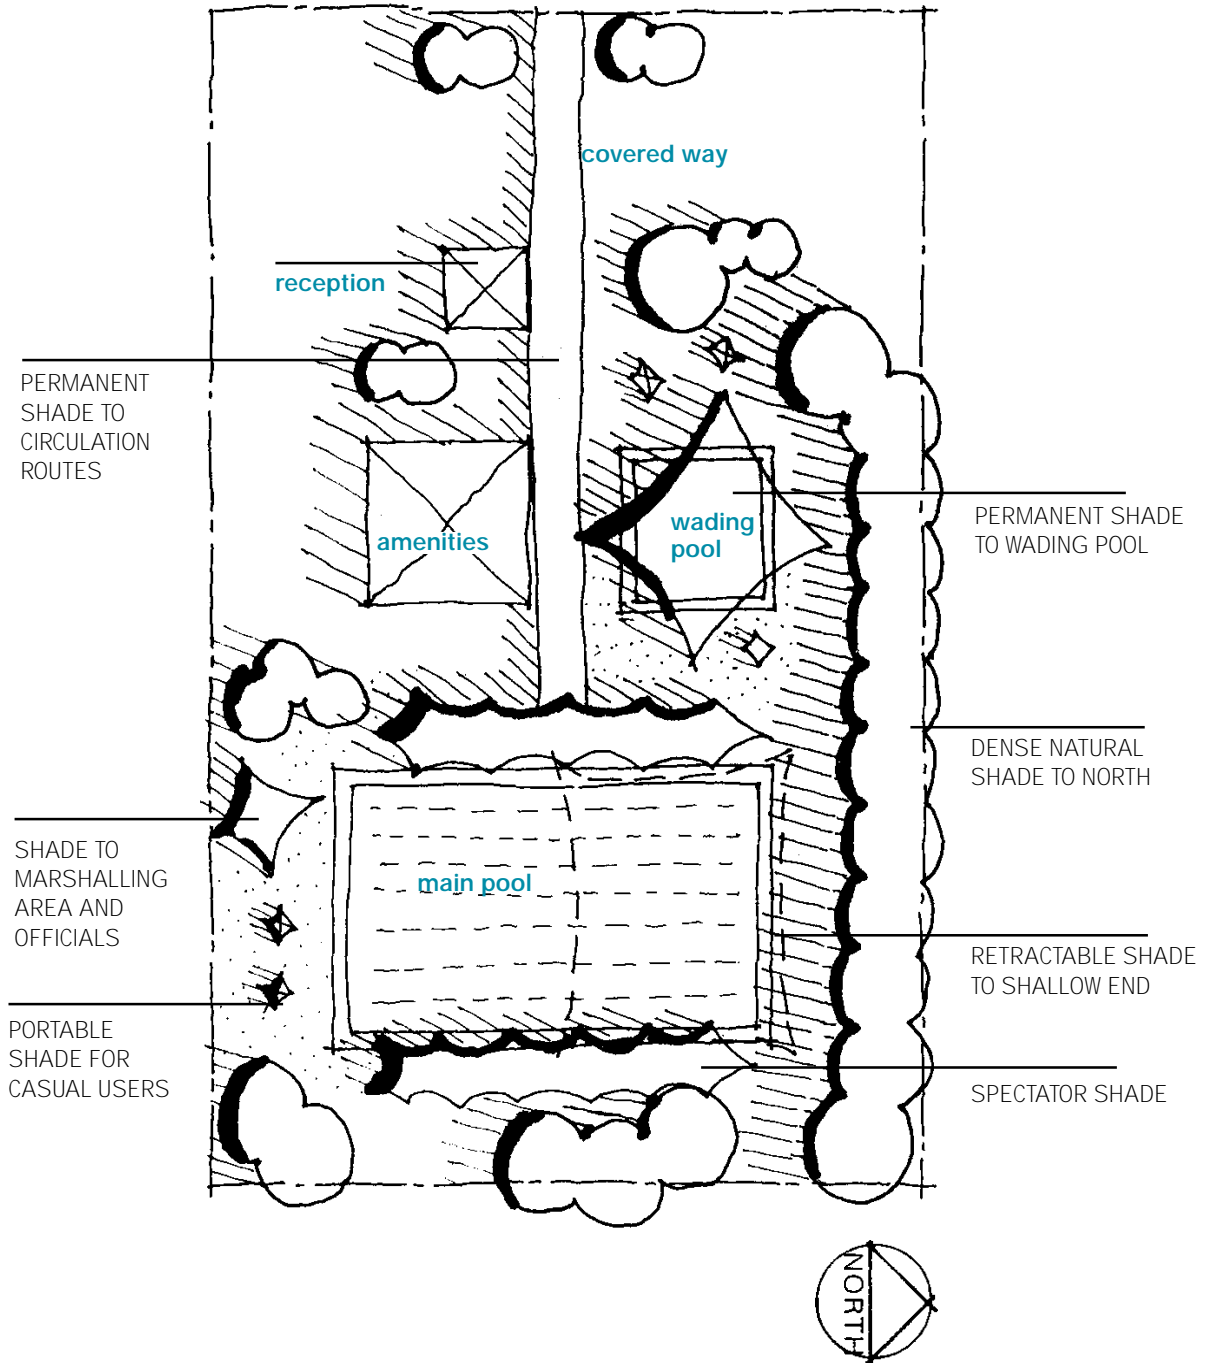 covered way
reception
PERMANENT
SHADE TO
CIRCULATION
ROUTES
wading
pool
amenities
PERMANENT SHADE
TO WADING POOL
DENSE NATURAL
SHADE TO NORTH
SHADE TO
MARSHALLING
AREA AND
OFFICIALS
main pool
RETRACTABLE SHADE
TO SHALLOW END
PORTABLE
SHADE FOR
CASUAL USERS
SPECTATOR SHADE
NORTH